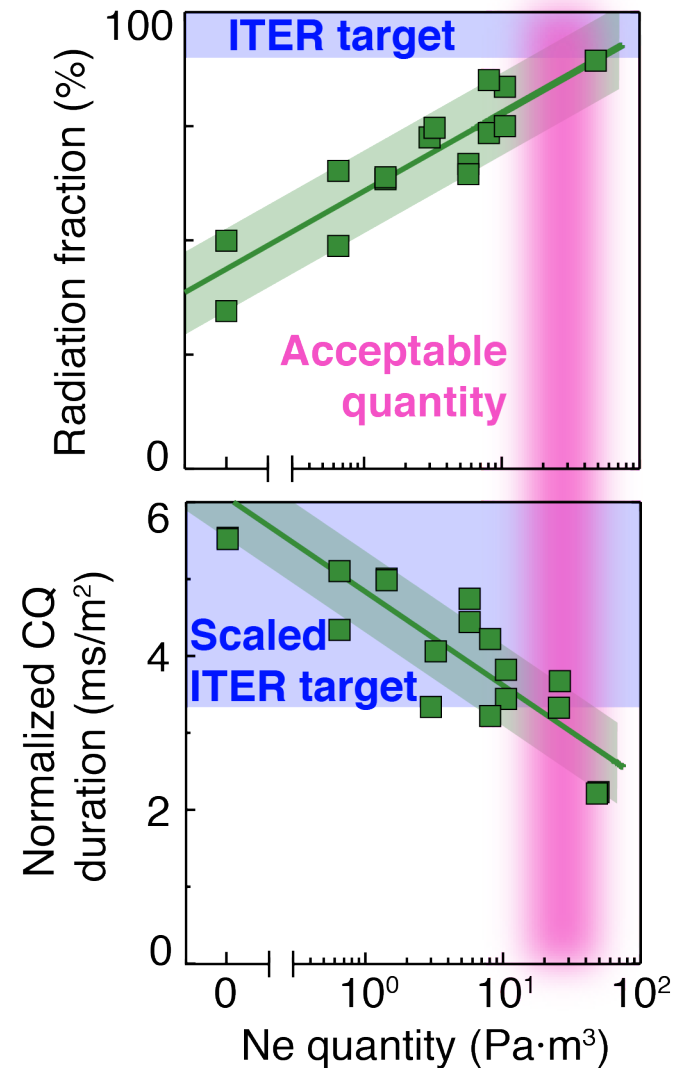 100
ITER target
Radiation fraction (%)
Acceptable
quantity
0
6
Scaled
ITER target
4
Normalized CQ
duration (ms/m²)
2
0
0 10⁰ 10¹ 10²
Ne quantity (Pa·m³)